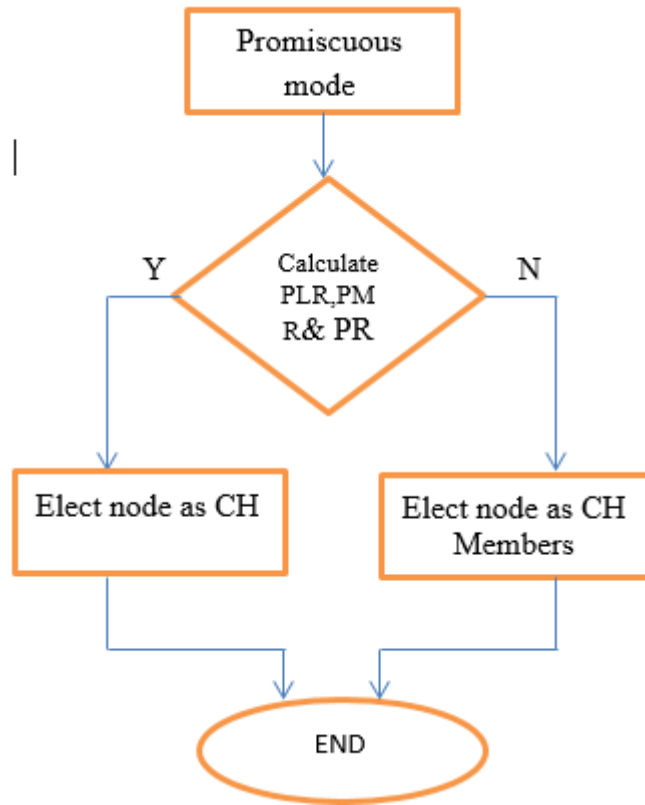 Promiscuous
mode
Y
N
Calculate
PLR,PM
R& PR
Elect node as CH
Elect node as CH
Members
END